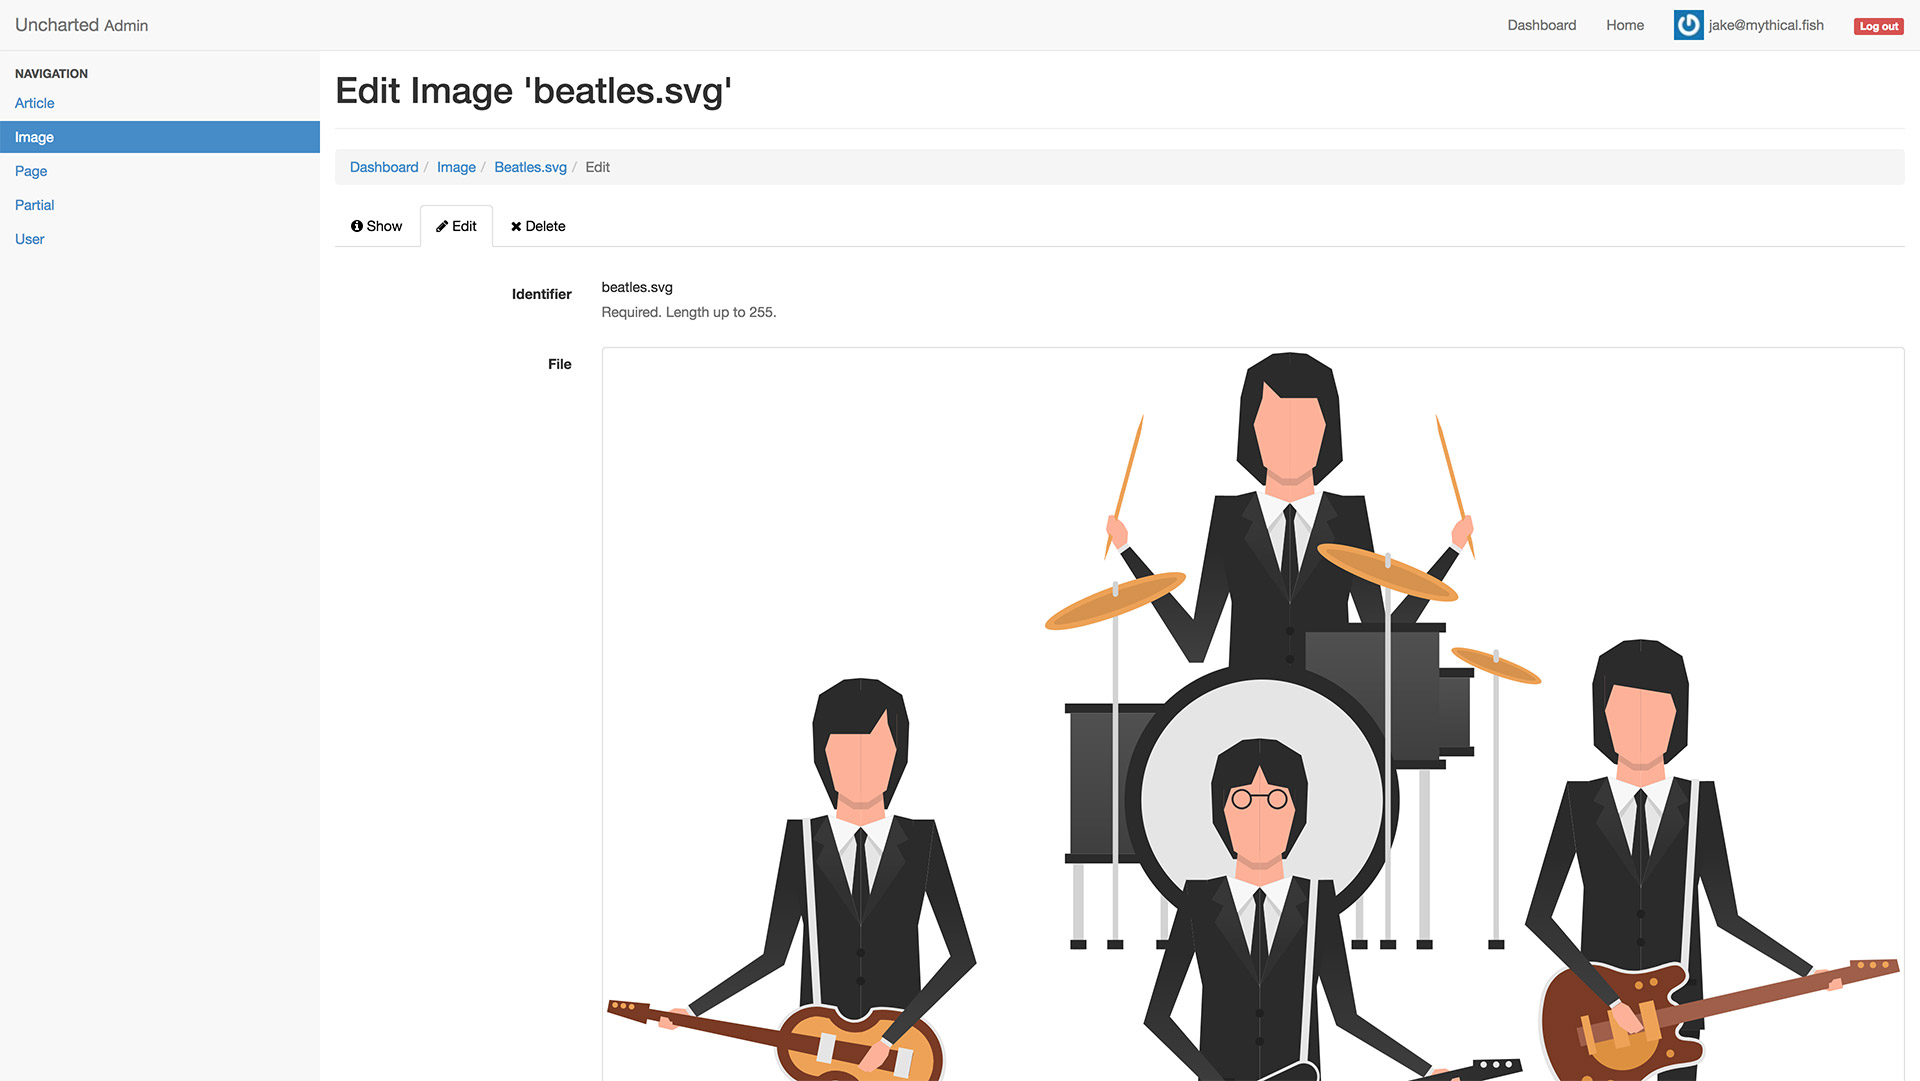 Uncharted Admin
Dashboard Home jake@mythical.fish Log out
NAVIGATION
Article
Image
Page
Partial
User
Edit Image 'beatles.svg'
Dashboard / Image / Beatles.svg / Edit
Show Edit Delete
Identifier
beatles.svg
Required. Length up to 255.
File